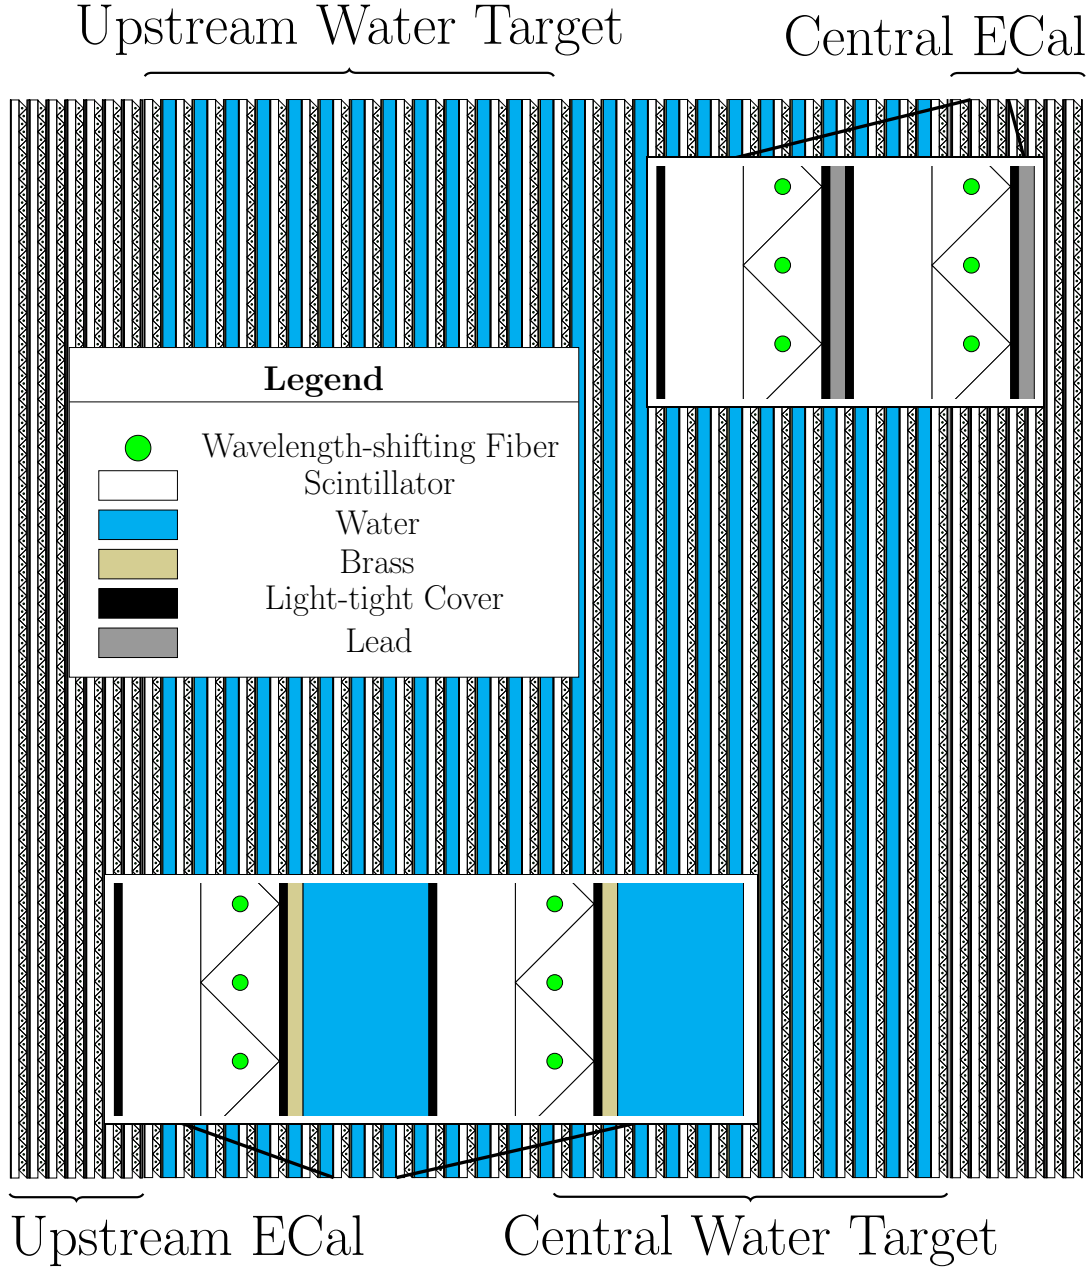 Upstream Water Target
Central ECal
Legend
Wavelength-shifting Fiber
Scintillator
Water
Brass
Light-tight Cover
Lead
Upstream ECal
Central Water Target